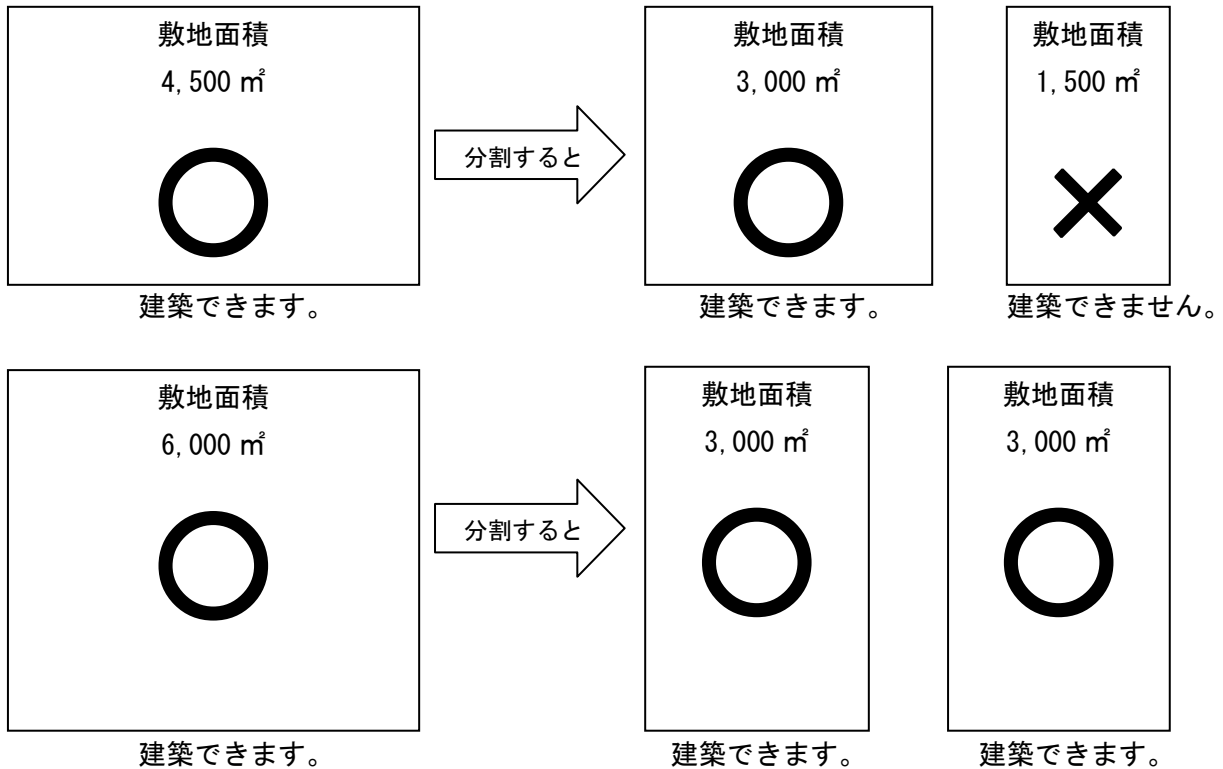 敷地面積
4,500 ㎡
建築できます。
分割すると
敷地面積
3,000 ㎡
建築できます。
敷地面積
1,500 ㎡
建築できません。
敷地面積
6,000 ㎡
建築できます。
分割すると
敷地面積
3,000 ㎡
建築できます。
敷地面積
3,000 ㎡
建築できます。